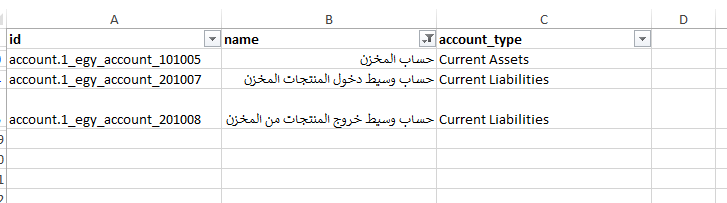 A B C D
id name account_type
account.1_egy_account_101005 حساب المخزن Current Assets
account.1_egy_account_201007 حساب وسيط دخول المنتجات المخزن Current Liabilities
account.1_egy_account_201008 حساب وسيط خروج المنتجات من المخزن Current Liabilities